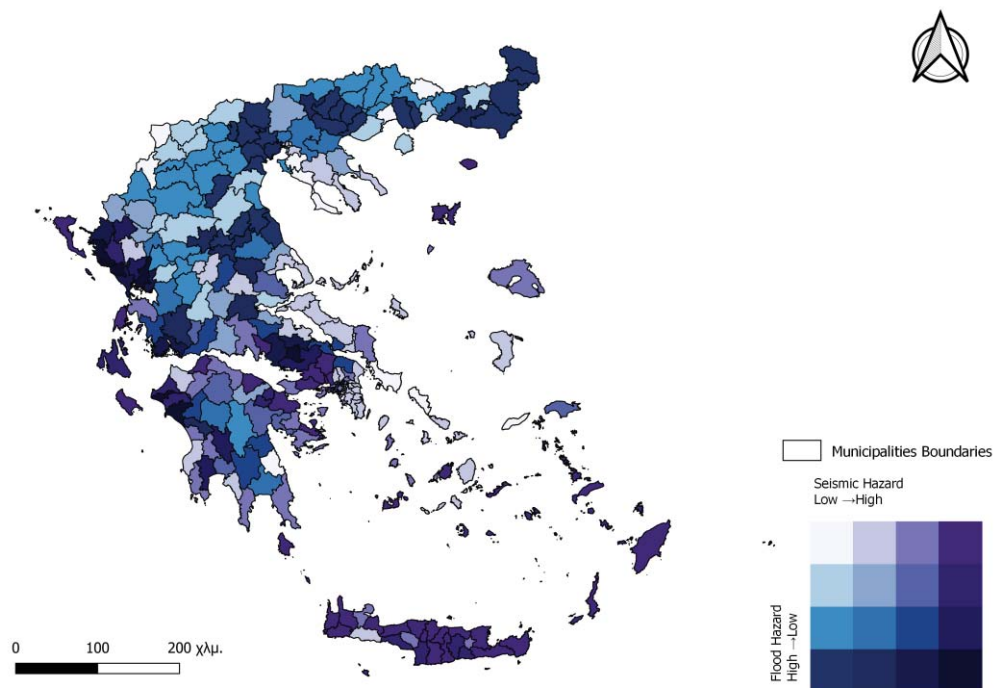 Municipalities Boundaries
Seismic Hazard
Low →High
Flood Hazard
High →Low
0 100 200 χλμ.